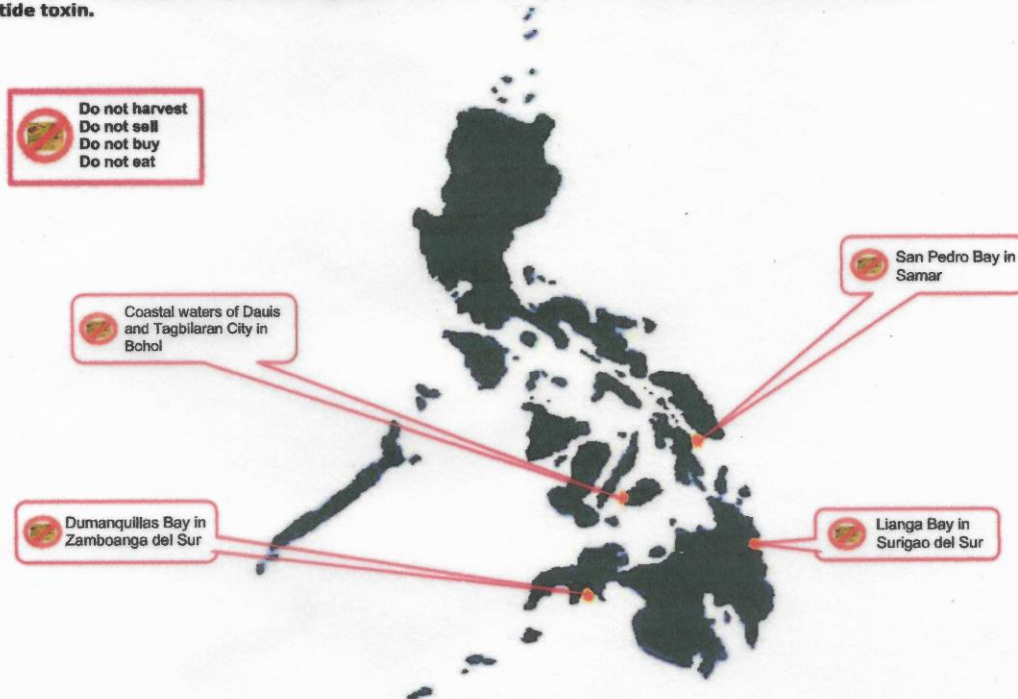 tide toxin.
Do not harvest
Do not sell
Do not buy
Do not eat
San Pedro Bay in
Samar
Coastal waters of Dauis
and Tagbilaran City in
Bohol
Dumanquillas Bay in
Zamboanga del Sur
Lianga Bay in
Surigao del Sur